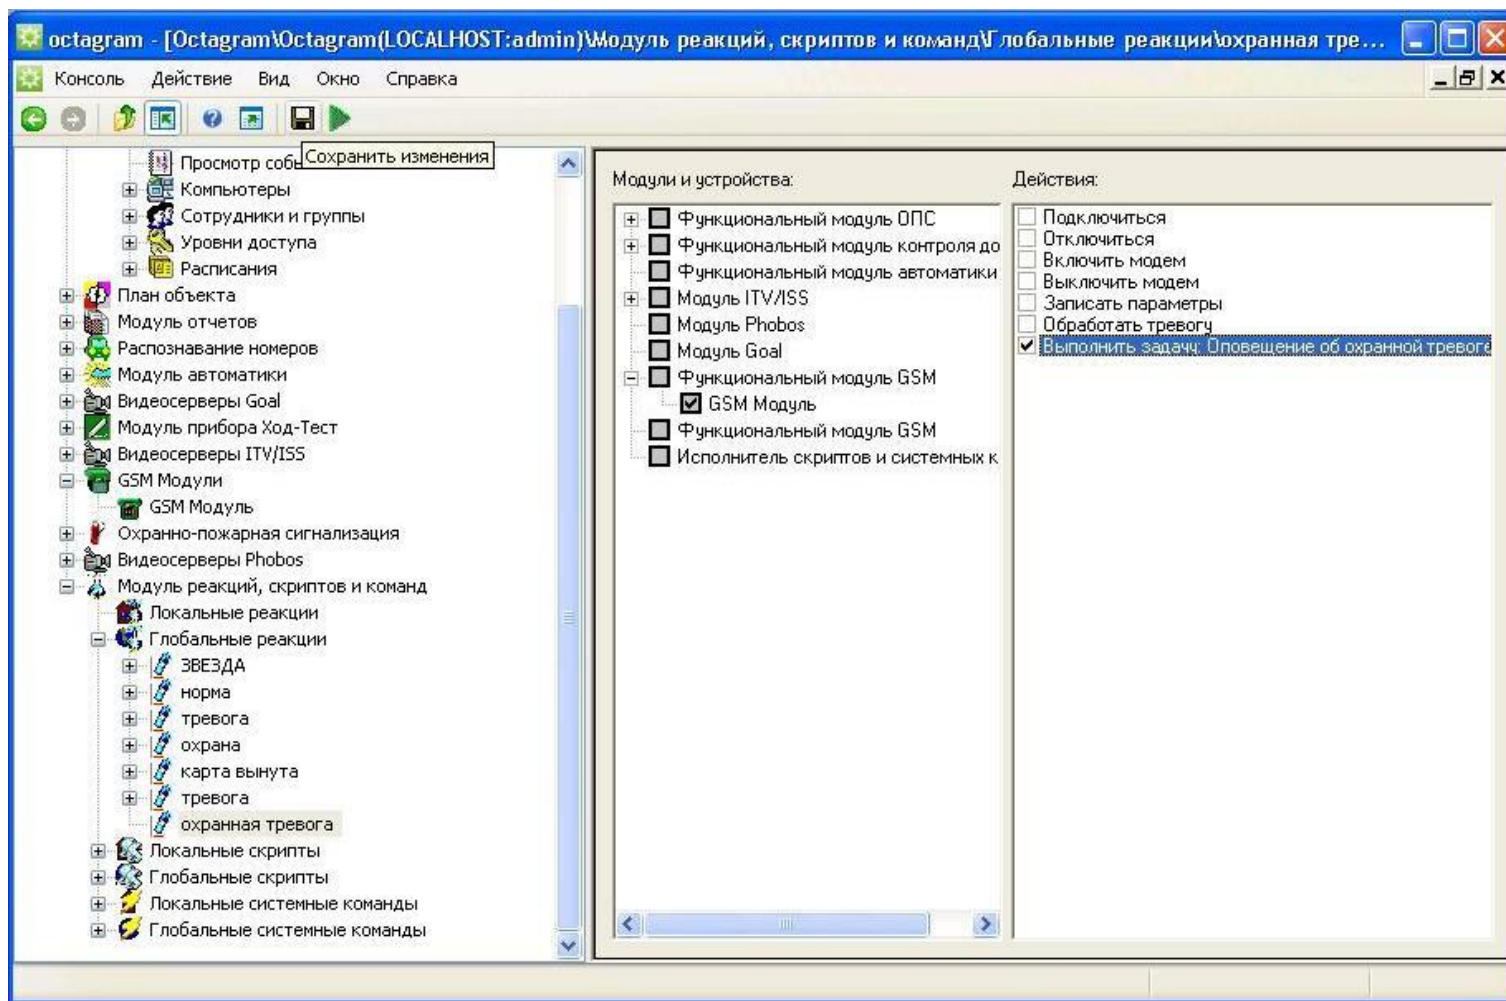 octagram - [Octagram\Octagram(LOCALHOST:admin)\Модуль реакций, скриптов и команд\Глобальные реакции\охранная тре...
Консоль Действие Вид Окно Справка
Сохранить изменения
Просмотр собы
Компьютеры
Сотрудники и группы
Уровни доступа
Расписания
План объекта
Модуль отчетов
Распознавание номеров
Модуль автоматики
Видеосерверы Goal
Модуль прибора Ход-Тест
Видеосерверы ITV/ISS
GSM Модули
GSM Модуль
Охранно-пожарная сигнализация
Видеосерверы Phobos
Модуль реакций, скриптов и команд
Локальные реакции
Глобальные реакции
ЗВЕЗДА
норма
тревога
охрана
карта вынута
тревога
охранная тревога
Локальные скрипты
Глобальные скрипты
Локальные системные команды
Глобальные системные команды
Модули и устройства:
Функциональный модуль ОПС
Функциональный модуль контроля до
Функциональный модуль автоматики
Модуль ITV/ISS
Модуль Phobos
Модуль Goal
Функциональный модуль GSM
GSM Модуль
Функциональный модуль GSM
Исполнитель скриптов и системных к
Действия:
Подключиться
Отключиться
Включить модем
Выключить модем
Записать параметры
Обработать тревогу
Выполнить задачу: Оповещение об охранной тревоге